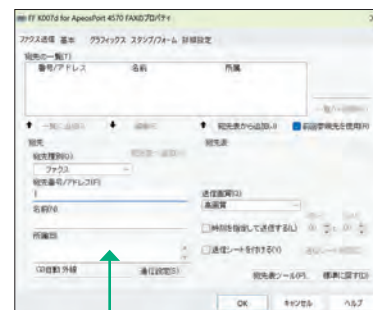 FF K007d for ApeosPort 4570 FAXのプロパティ
ファクス送信 基本 グラフィックス スタンプ/フォーム 詳細設定
宛先の一覧(T)
番号/アドレス 名前 所属
宛先表から追加(J) 前回宛先を使用(R)
宛先 宛先表
宛先種別(O)
ファクス
宛先番号/アドレス(F)
名前(N)
所属(B)
G3自動 外線 通信設定(S)
送信画質(Q)
高画質
時刻を指定して送信する(L)
送信シートを付ける(Y)
宛先表ツール(P) 標準に戻す(D)
OK キャンセル ヘルプ